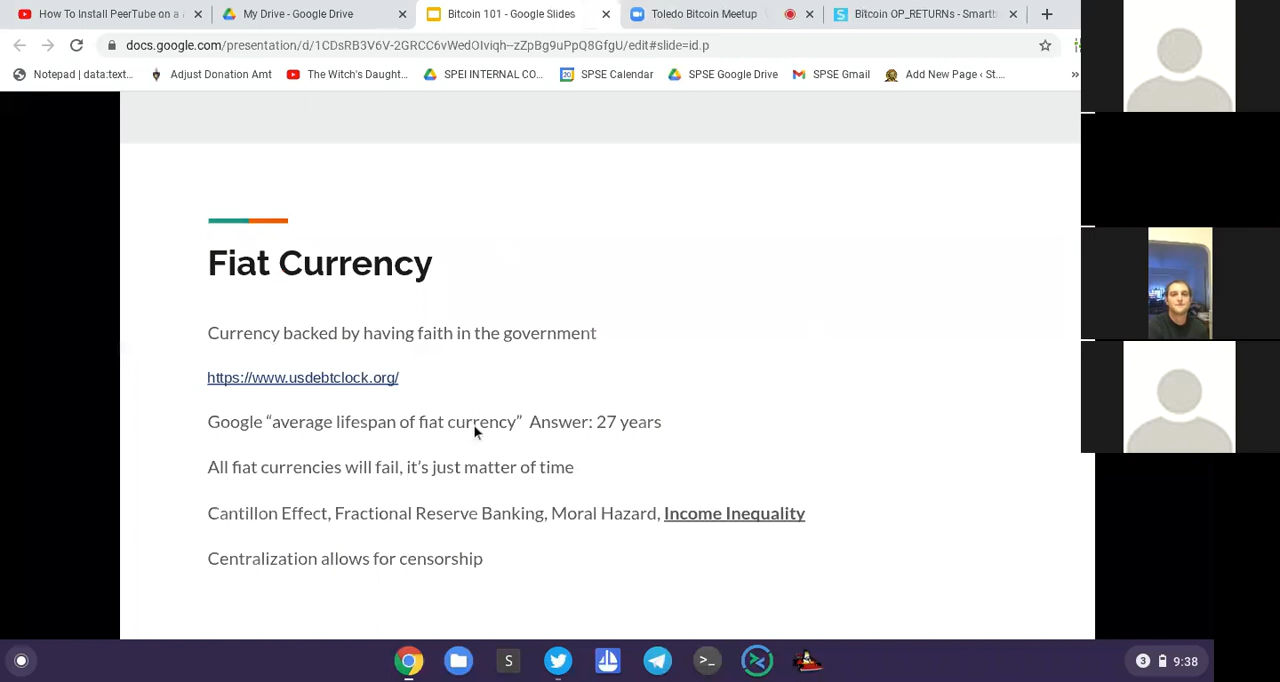 How To Install PeerTube on a
My Drive - Google Drive
Bitcoin 101 - Google Slides
Toledo Bitcoin Meetup
Bitcoin OP_RETURNs - Smartb
docs.google.com/presentation/d/1CDsRB3V6V-2GRCC6vWedOIviqh--zZpBg9uPpQ8GfgU/edit#slide=id.p
Notepad | data:text...
Adjust Donation Amt
The Witch's Daught...
SPEI INTERNAL CO...
SPSE Calendar
SPSE Google Drive
SPSE Gmail
Add New Page ‹ St...
»
Fiat Currency
Currency backed by having faith in the government
https://www.usdebtclock.org/
Google “average lifespan of fiat currency” Answer: 27 years
All fiat currencies will fail, it’s just matter of time
Cantillon Effect, Fractional Reserve Banking, Moral Hazard, Income Inequality
Centralization allows for censorship
S
>_
3 9:38